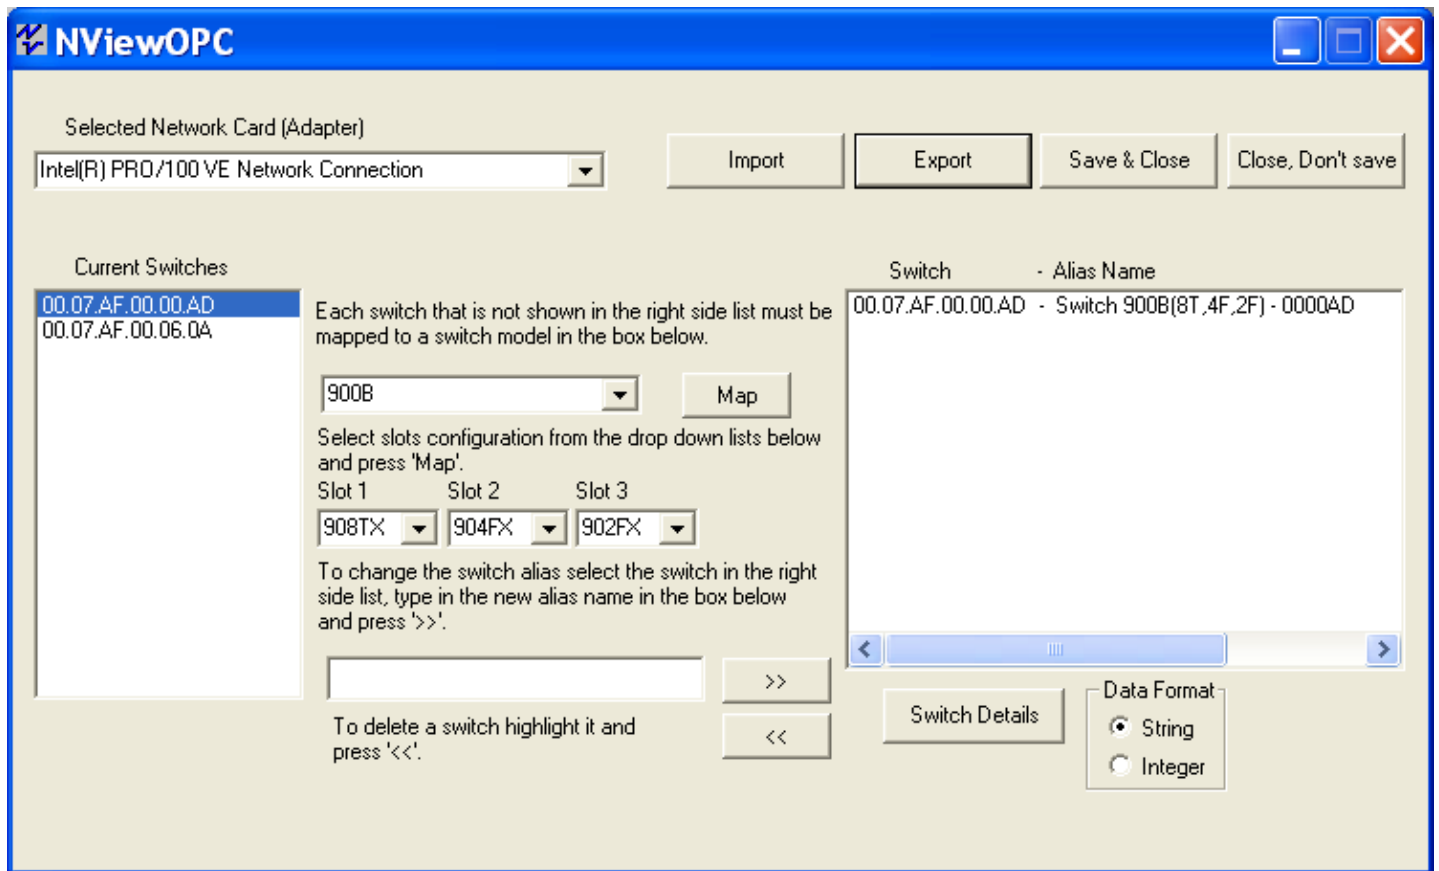 NViewOPC
Selected Network Card (Adapter)
Intel(R) PRO/100 VE Network Connection
Import
Export
Save & Close
Close, Don't save
Current Switches
00.07.AF.00.00.AD
00.07.AF.00.06.0A
Each switch that is not shown in the right side list must be
mapped to a switch model in the box below.
900B
Map
Select slots configuration from the drop down lists below
and press 'Map'.
Slot 1 Slot 2 Slot 3
908TX 904FX 902FX
To change the switch alias select the switch in the right
side list, type in the new alias name in the box below
and press '>>'.
>>
To delete a switch highlight it and
press '<<'.
<<
Switch - Alias Name
00.07.AF.00.00.AD - Switch 900B(8T,4F,2F) - 0000AD
Switch Details
Data Format
String
Integer